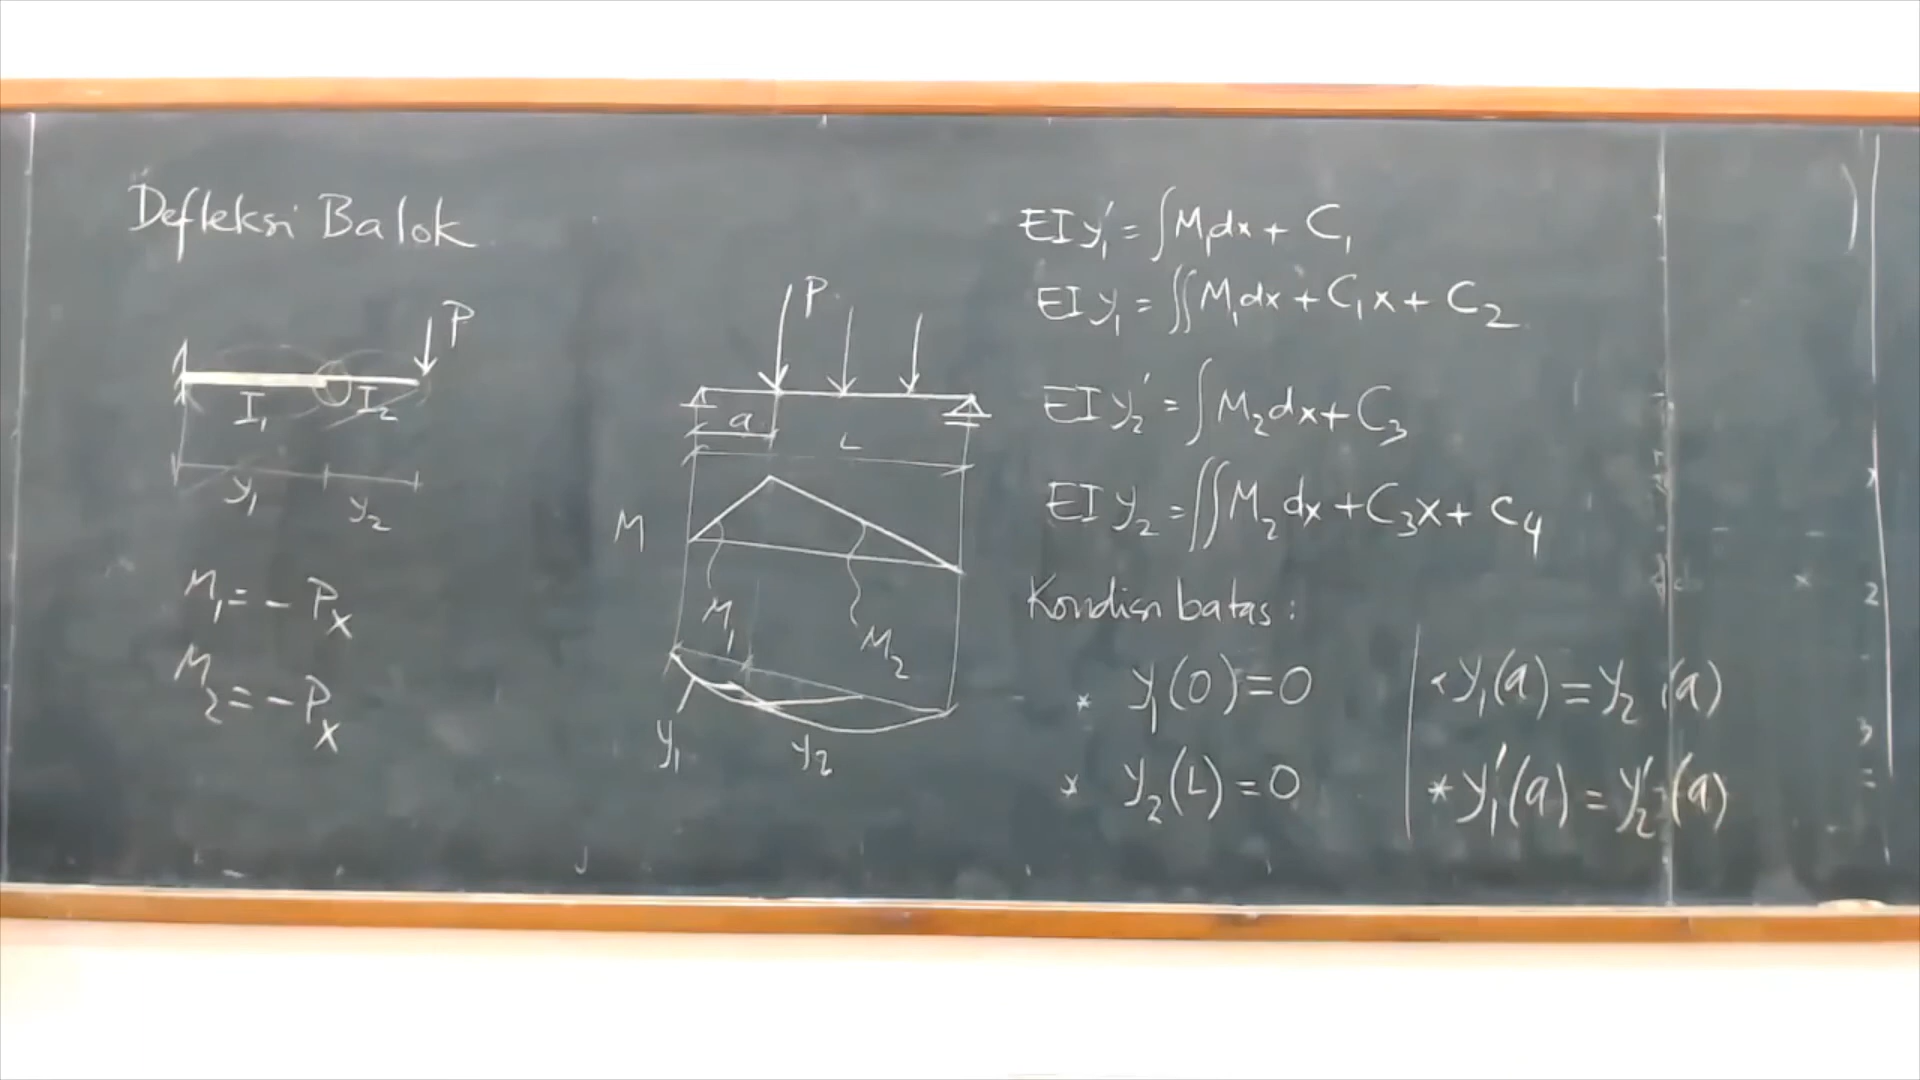 Defleksi Balok
P
I₁ I₂
y₁ y₂
M₁ = - Px
M₂ = - Px
P
a
L
M
M₁
M₂
y₁
y₂
EI y₁' = ∫M₁dx + C₁
EI y₁ = ∬M₁dx + C₁x + C₂
EI y₂' = ∫M₂dx + C₃
EI y₂ = ∬M₂dx + C₃x + C₄
Kondisi batas :
* y₁(0) = 0
* y₂(L) = 0
* y₁(a) = y₂(a)
* y₁'(a) = y₂'(a)
2
3